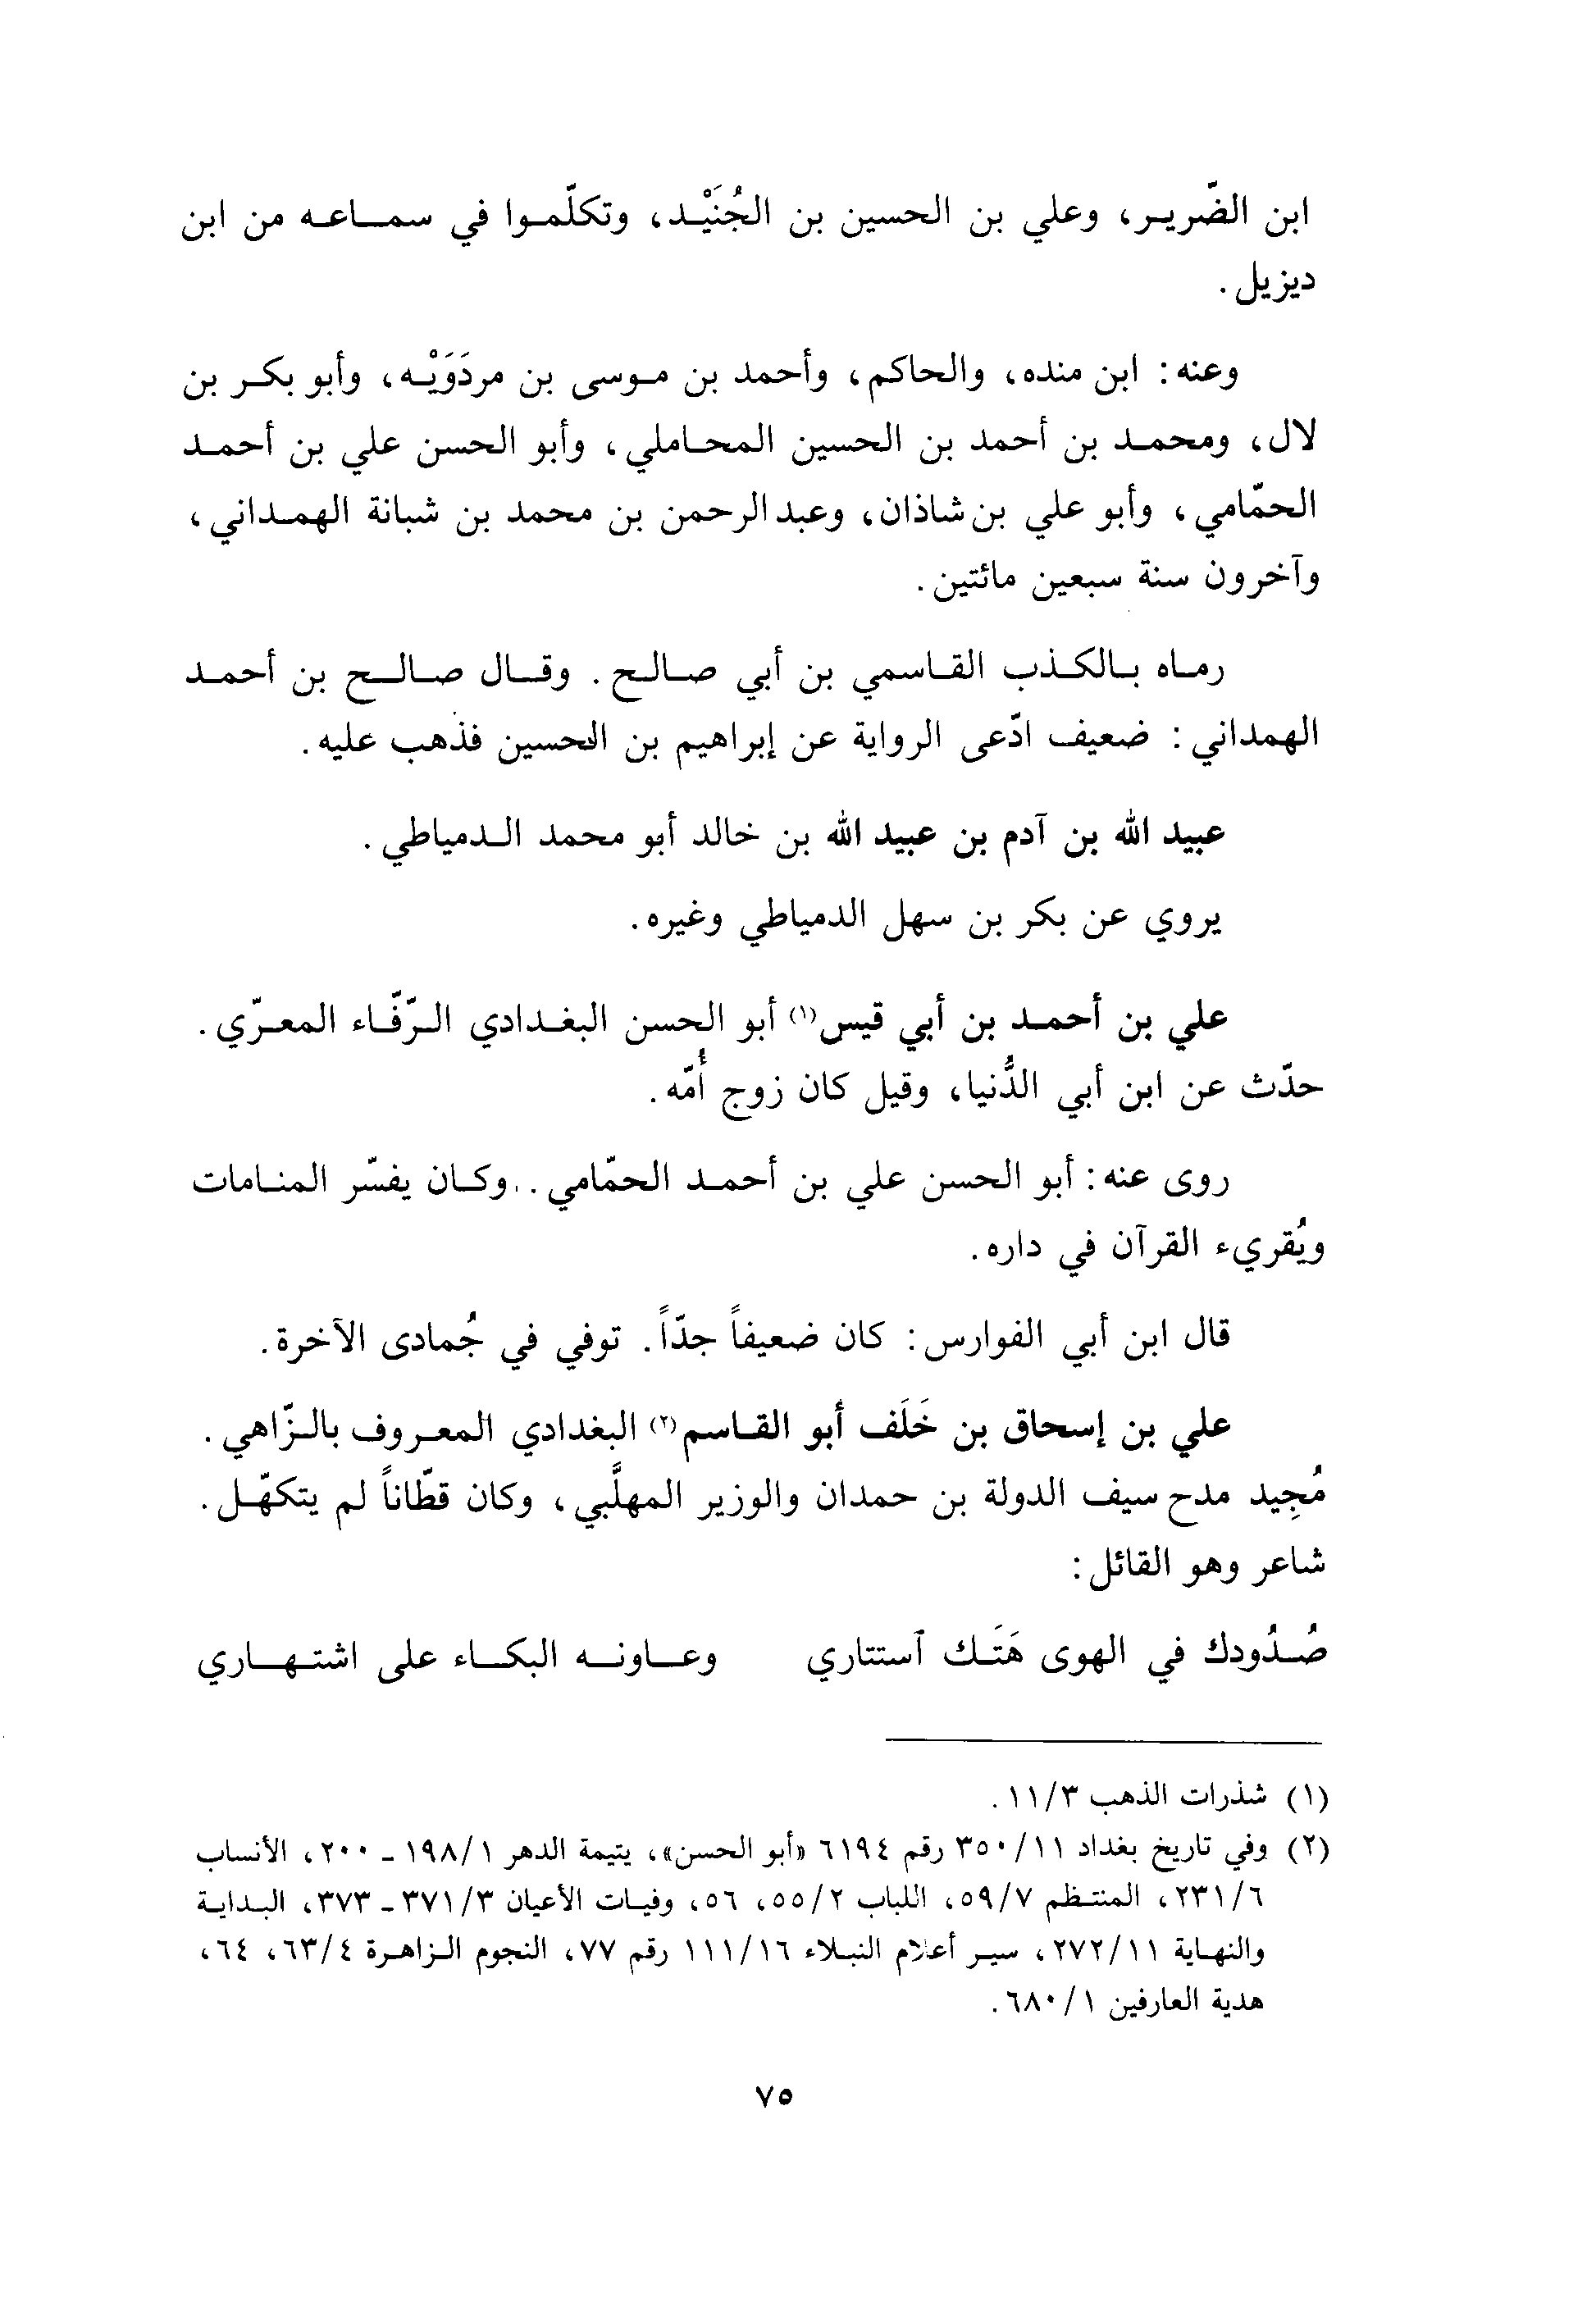 ابن الضّرير، وعلي بن الحسين بن الجُنَيْد، وتكلّموا في سماعه من ابن
ديزيل.
وعنه: ابن منده، والحاكم، وأحمد بن موسى بن مردَوَيْه، وأبو بكر بن
لال، ومحمد بن أحمد بن الحسين المحاملي، وأبو الحسن علي بن أحمد
الحمّامي، وأبو علي بن شاذان، وعبد الرحمن بن محمد بن شبانة الهمداني،
وآخرون سنة سبعين مائتين.
رماه بالكذب القاسمي بن أبي صالح. وقال صالح بن أحمد
الهمداني: ضعيف ادّعى الرواية عن إبراهيم بن الحسين فذهب عليه.
عبيد الله بن آدم بن عبيد الله بن خالد أبو محمد الدمياطي.
يروي عن بكر بن سهل الدمياطي وغيره.
علي بن أحمد بن أبي قيس(١) أبو الحسن البغدادي الرّفّاء المعرّي.
حدّث عن ابن أبي الدُّنيا، وقيل كان زوج أُمّه.
روى عنه: أبو الحسن علي بن أحمد الحمّامي.. وكان يفسّر المنامات
ويُقريء القرآن في داره.
قال ابن أبي الفوارس: كان ضعيفاً جدّاً. توفي في جُمادى الآخرة.
علي بن إسحاق بن خَلَف أبو القاسم(٢) البغدادي المعروف بالزّاهي.
مُجِيد مدح سيف الدولة بن حمدان والوزير المهلَّبي، وكان قطّاناً لم يتكهّل.
شاعر وهو القائل:
صُدُودك في الهوى هَتَك آستتاري وعاونه البكاء على اشتهاري
(١) شذرات الذهب ١١/٣.
(٢) وفي تاريخ بغداد ٣٥٠/١١ رقم ٦١٩٤ «أبو الحسن»، يتيمة الدهر ١٩٨/١ - ٢٠٠، الأنساب
٢٣١/٦، المنتظم ٥٩/٧، اللباب ٥٥/٢، ٥٦، وفيات الأعيان ٣٧١/٣ - ٣٧٣، البداية
والنهاية ٢٧٢/١١، سير أعلام النبلاء ١١١/١٦ رقم ٧٧، النجوم الزاهرة ٦٣/٤، ٦٤،
هدية العارفين ٦٨٠/١.
٧٥